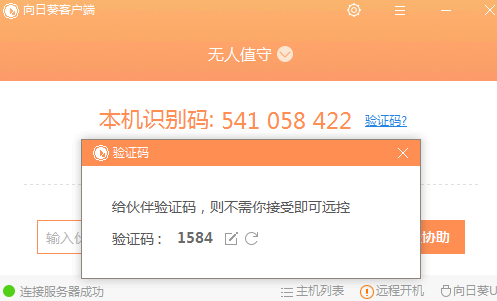 向日葵客户端
无人值守
本机识别码: 541 058 422 验证码?
验证码
给伙伴验证码，则不需你接受即可远控
验证码： 1584
输入伙
协助
连接服务器成功 主机列表 远程开机 向日葵U